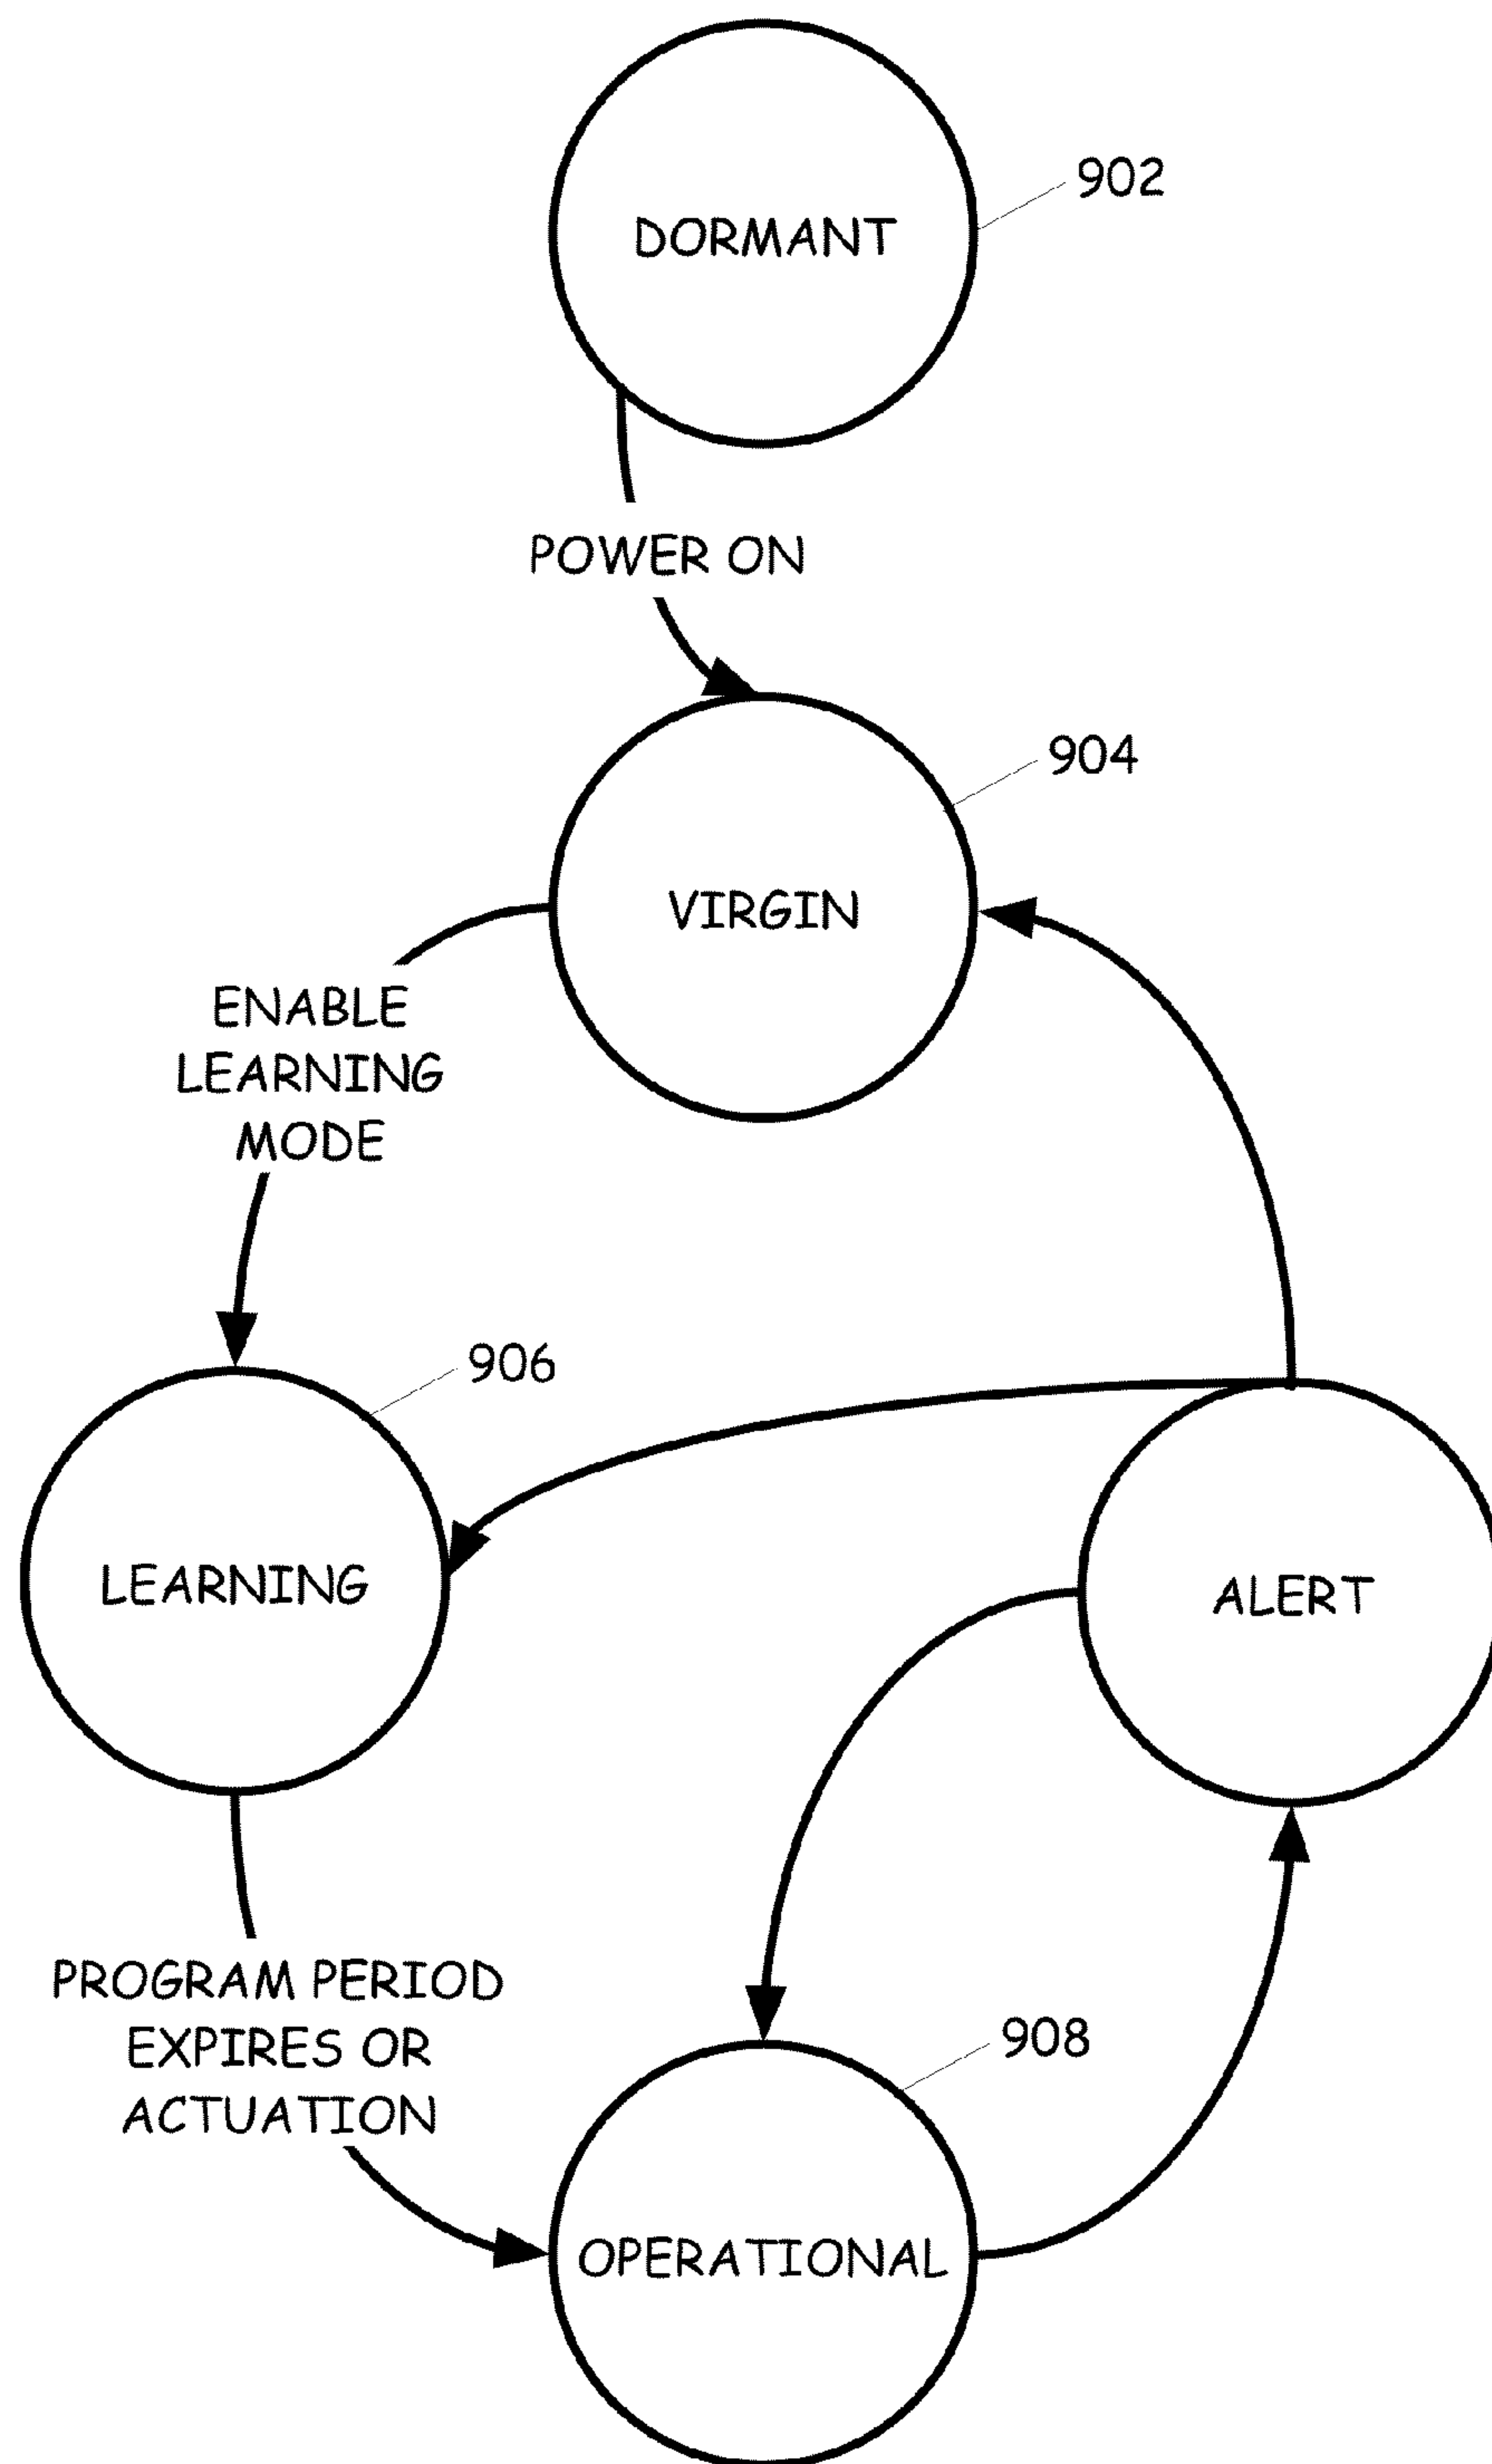 DORMANT
902
POWER ON
904
VIRGIN
ENABLE
LEARNING
MODE
906
LEARNING
ALERT
PROGRAM PERIOD
EXPIRES OR
ACTUATION
908
OPERATIONAL